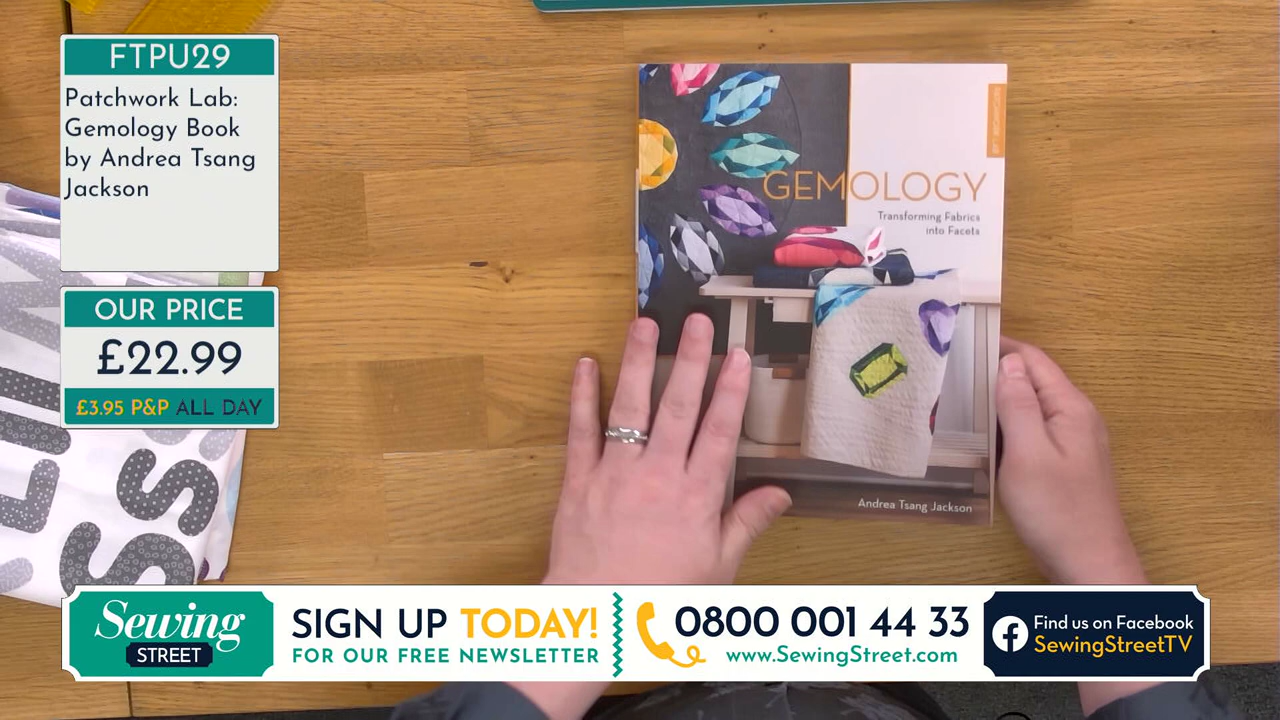 FTPU29
Patchwork Lab:
Gemology Book
by Andrea Tsang
Jackson
OUR PRICE
£22.99
£3.95 P&P ALL DAY
GEMOLOGY
Transforming Fabrics
into Facets
Andrea Tsang Jackson
Sewing
STREET
SIGN UP TODAY!
FOR OUR FREE NEWSLETTER
0800 001 44 33
www.SewingStreet.com
Find us on Facebook
SewingStreetTV